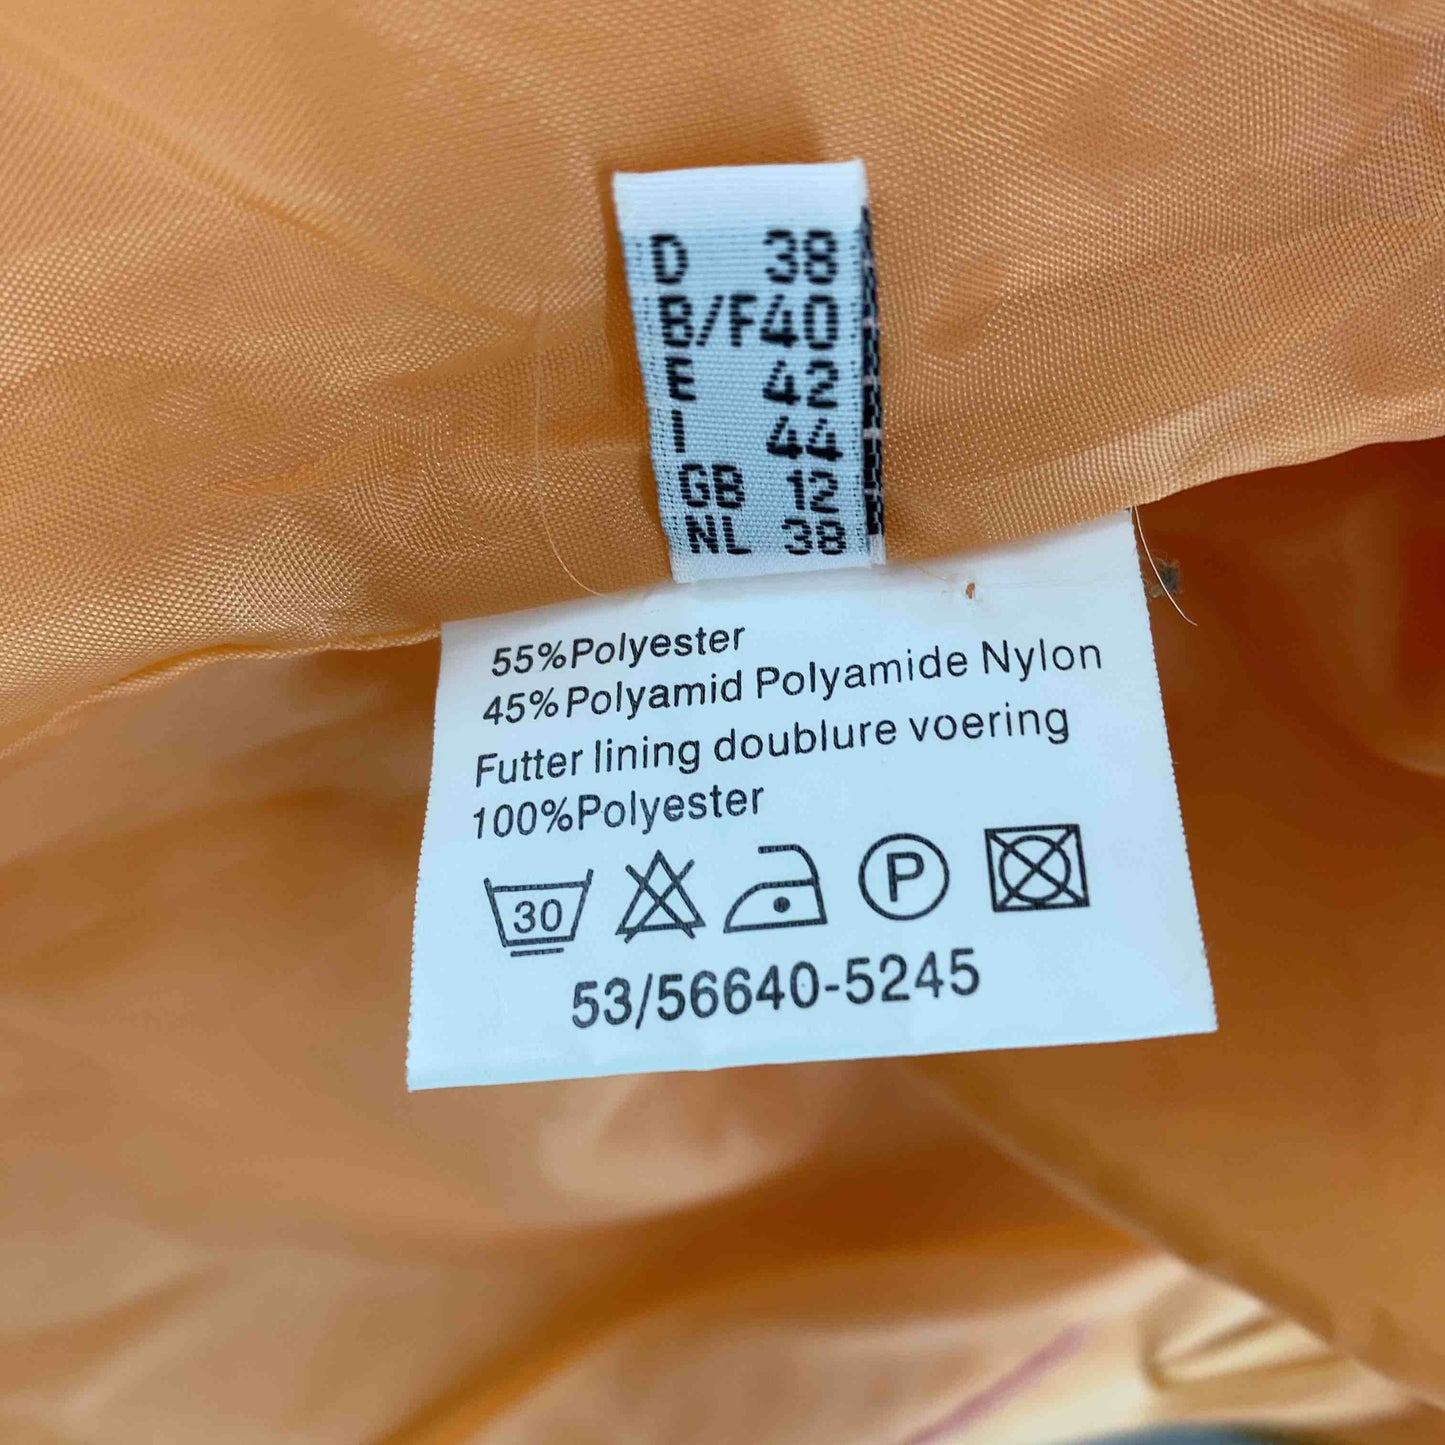 D 38
B/F 40
E 42
I 44
GB 12
NL 38
55%Polyester
45%Polyamid Polyamide Nylon
Futter lining doublure voering
100%Polyester
30 P
53/56640-5245